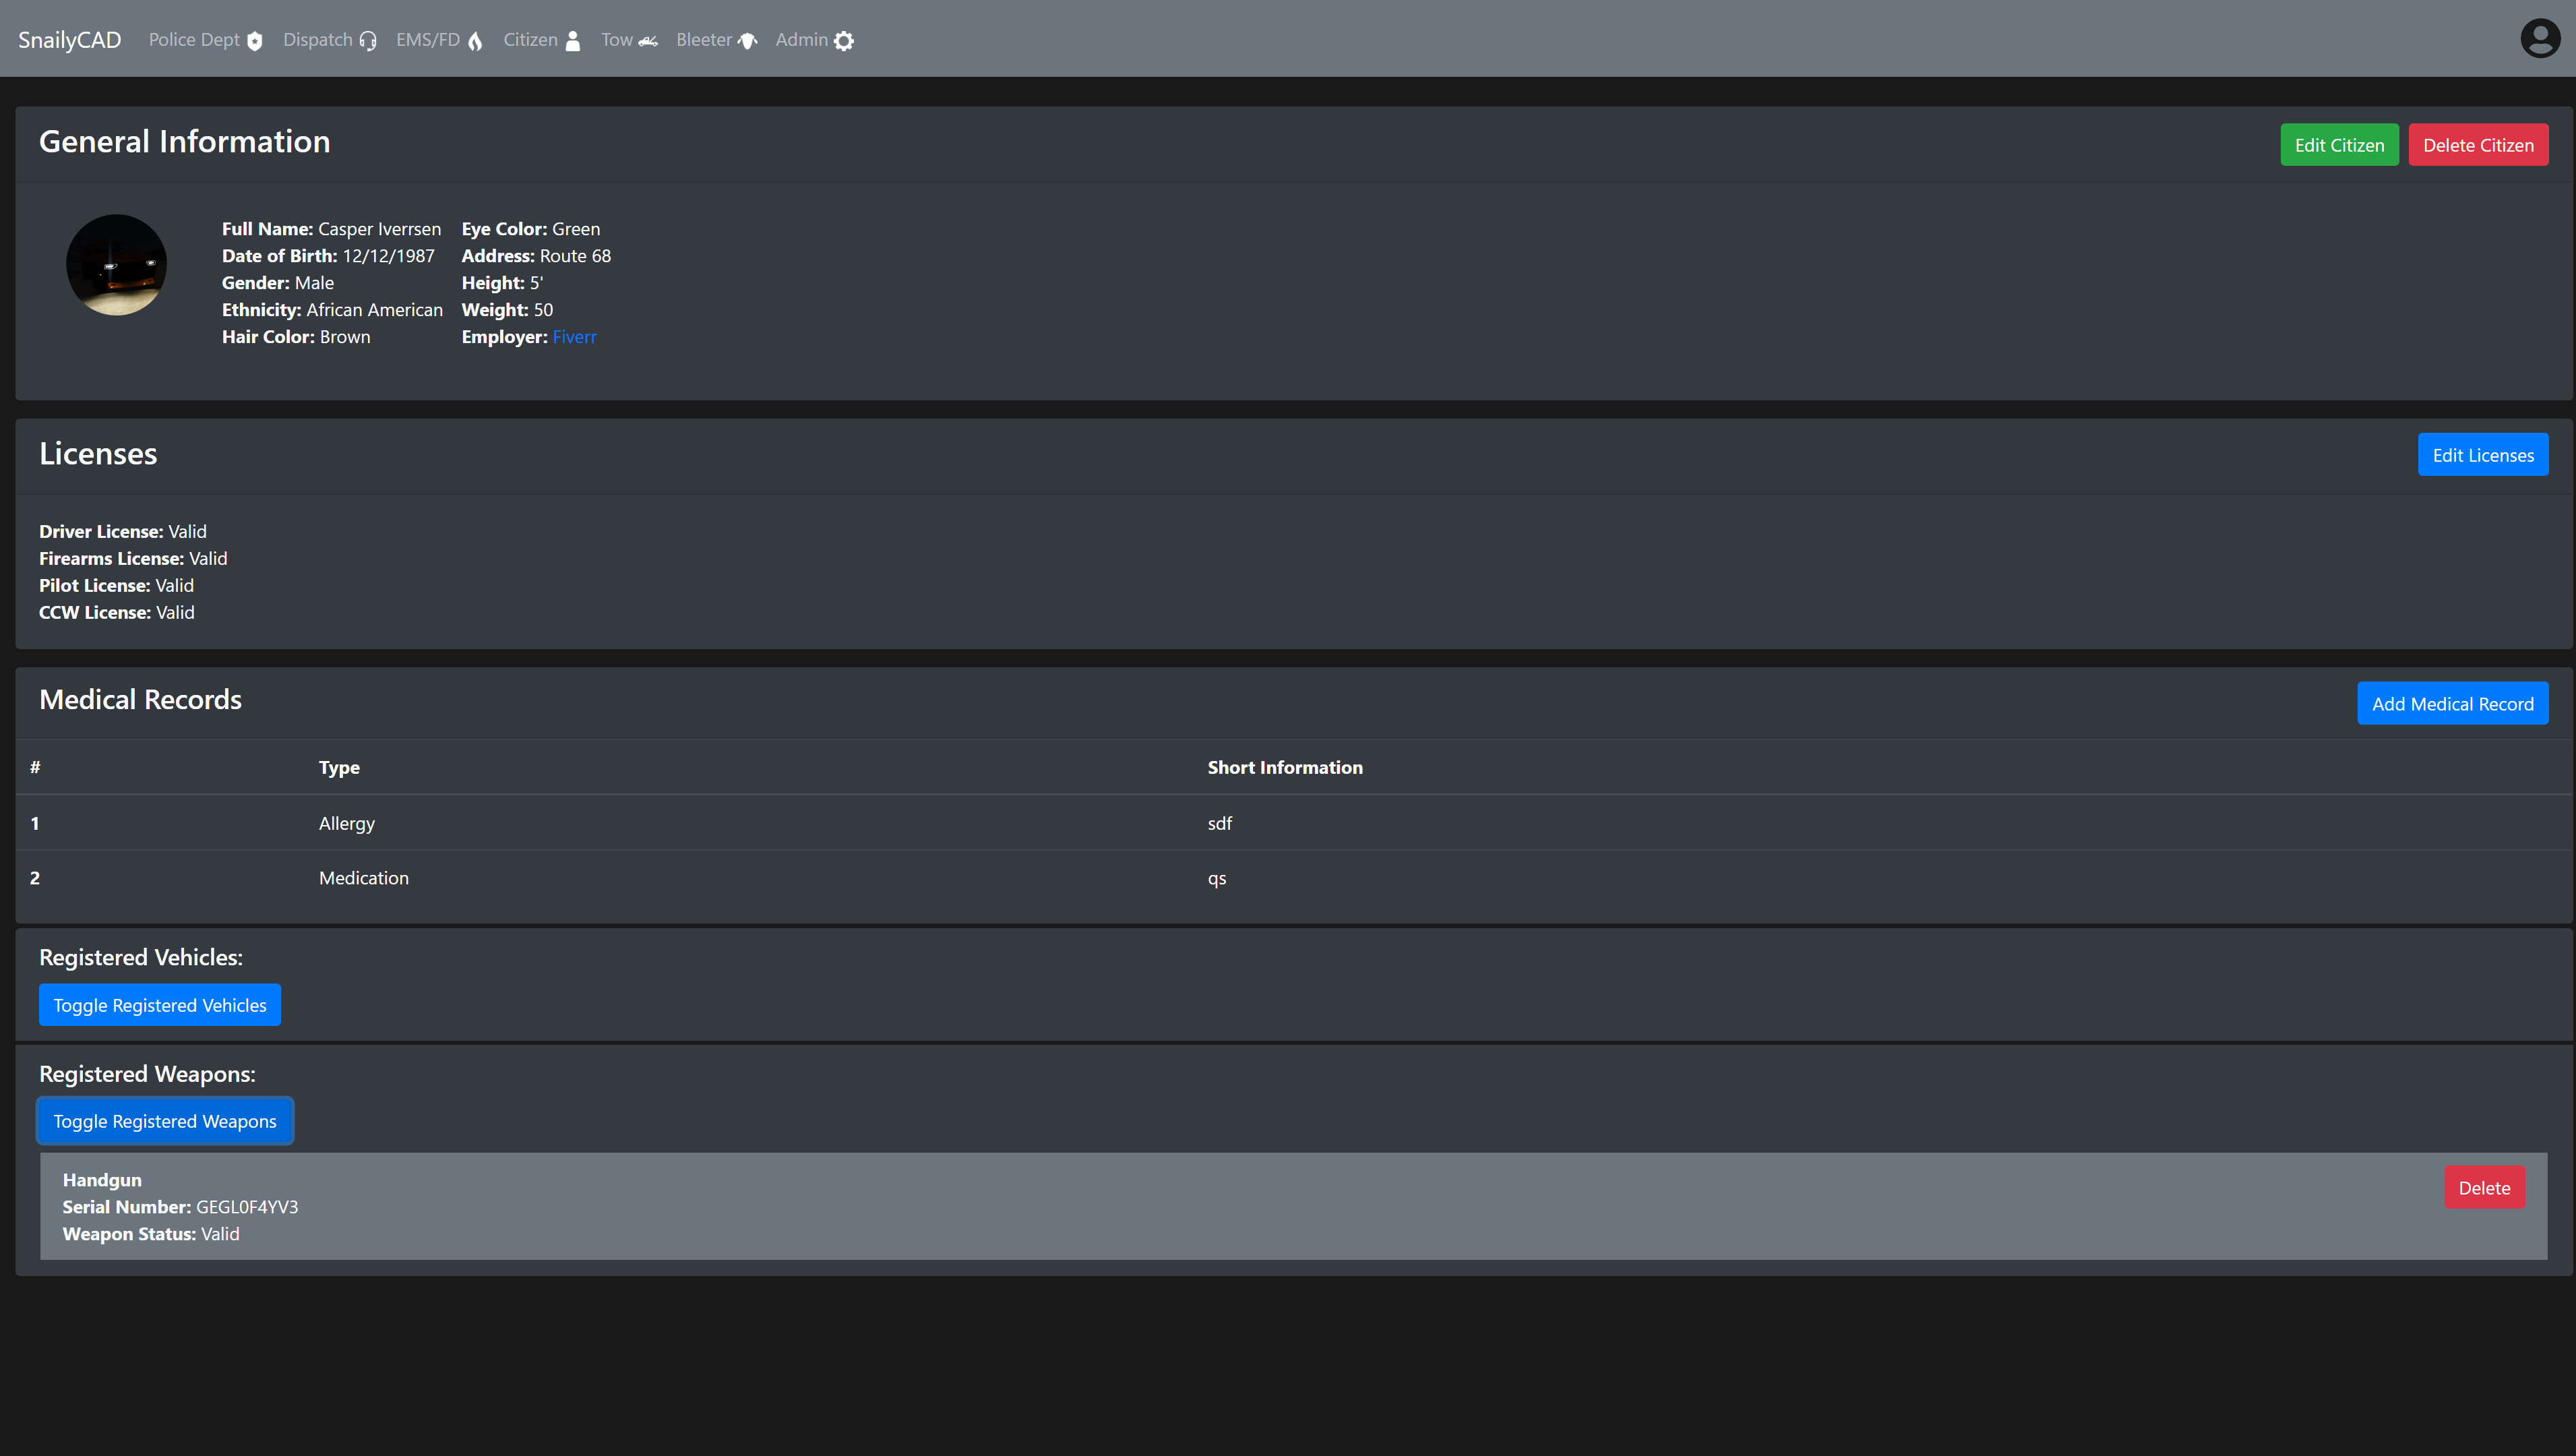 SnailyCAD Police Dept Dispatch EMS/FD Citizen Tow Bleeter Admin
General Information
Edit Citizen Delete Citizen
Full Name: Casper Iverrsen
Date of Birth: 12/12/1987
Gender: Male
Ethnicity: African American
Hair Color: Brown
Eye Color: Green
Address: Route 68
Height: 5'
Weight: 50
Employer: Fiverr
Licenses
Edit Licenses
Driver License: Valid
Firearms License: Valid
Pilot License: Valid
CCW License: Valid
Medical Records
Add Medical Record
# Type Short Information
1 Allergy sdf
2 Medication qs
Registered Vehicles:
Toggle Registered Vehicles
Registered Weapons:
Toggle Registered Weapons
Handgun
Serial Number: GEGL0F4YV3
Weapon Status: Valid
Delete